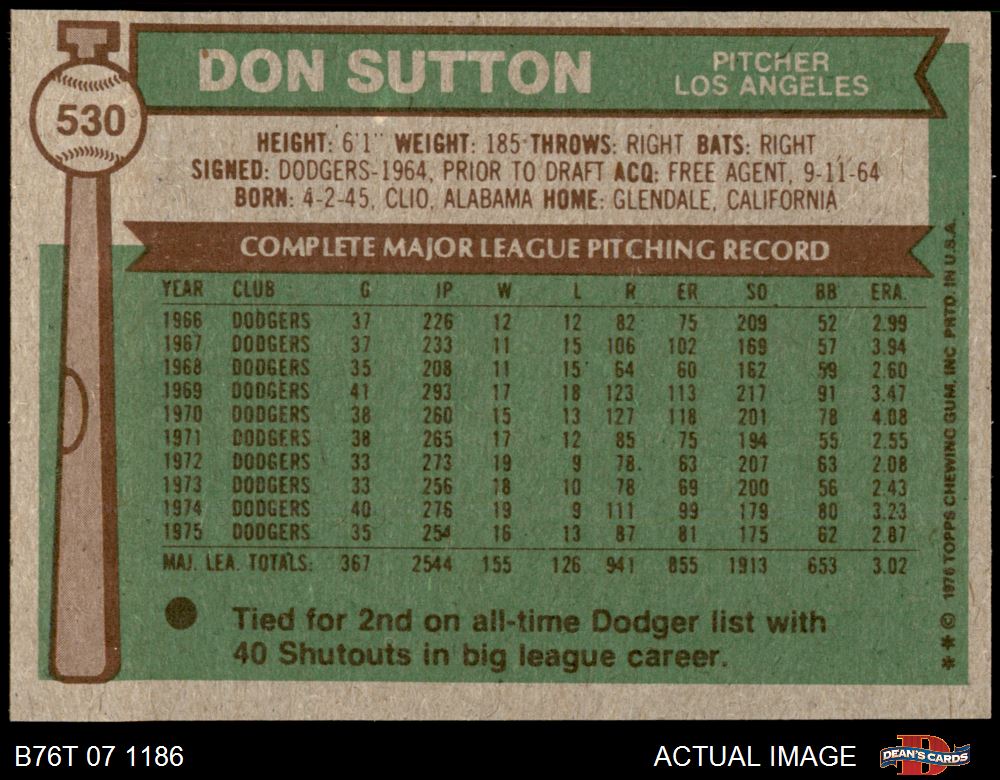 530
DON SUTTON
PITCHER
LOS ANGELES
HEIGHT: 6'1" WEIGHT: 185 THROWS: RIGHT BATS: RIGHT
SIGNED: DODGERS-1964, PRIOR TO DRAFT ACQ: FREE AGENT, 9-11-64
BORN: 4-2-45, CLIO, ALABAMA HOME: GLENDALE, CALIFORNIA
COMPLETE MAJOR LEAGUE PITCHING RECORD
YEAR CLUB G IP W L R ER SO BB ERA.
1966 DODGERS 37 226 12 12 82 75 209 52 2.99
1967 DODGERS 37 233 11 15 106 102 169 57 3.94
1968 DODGERS 35 208 11 15 64 60 162 59 2.60
1969 DODGERS 41 293 17 18 123 113 217 91 3.47
1970 DODGERS 38 260 15 13 127 118 201 78 4.08
1971 DODGERS 38 265 17 12 85 75 194 55 2.55
1972 DODGERS 33 273 19 9 78 63 207 63 2.08
1973 DODGERS 33 256 18 10 78 69 200 56 2.43
1974 DODGERS 40 276 19 9 111 99 179 80 3.23
1975 DODGERS 35 254 16 13 87 81 175 62 2.87
MAJ. LEA. TOTALS: 367 2544 155 126 941 855 1913 653 3.02
Tied for 2nd on all-time Dodger list with
40 Shutouts in big league career.
* * © 1976 TOPPS CHEWING GUM, INC PRTD. IN U.S.A.
B76T 07 1186
ACTUAL IMAGE
DEAN'S CARDS